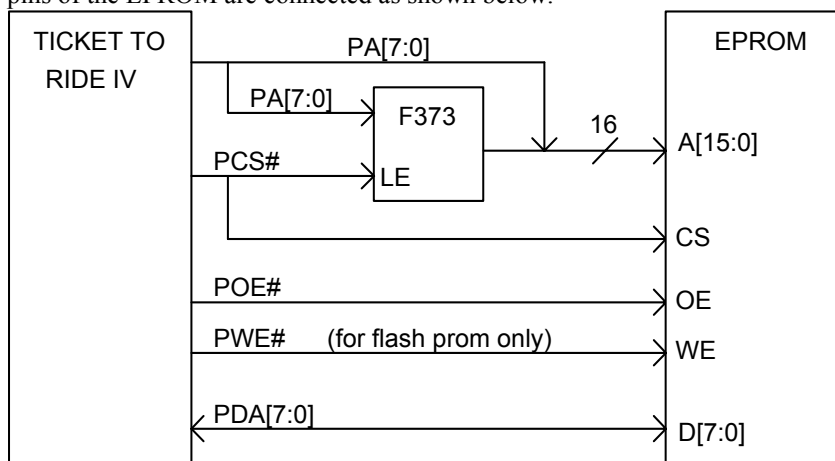 pins of the EPROM are connected as shown below.
TICKET TO
RIDE IV
PA[7:0]
EPROM
PA[7:0]
F373
16
A[15:0]
PCS#
LE
CS
POE#
OE
PWE# (for flash prom only)
WE
PDA[7:0]
D[7:0]